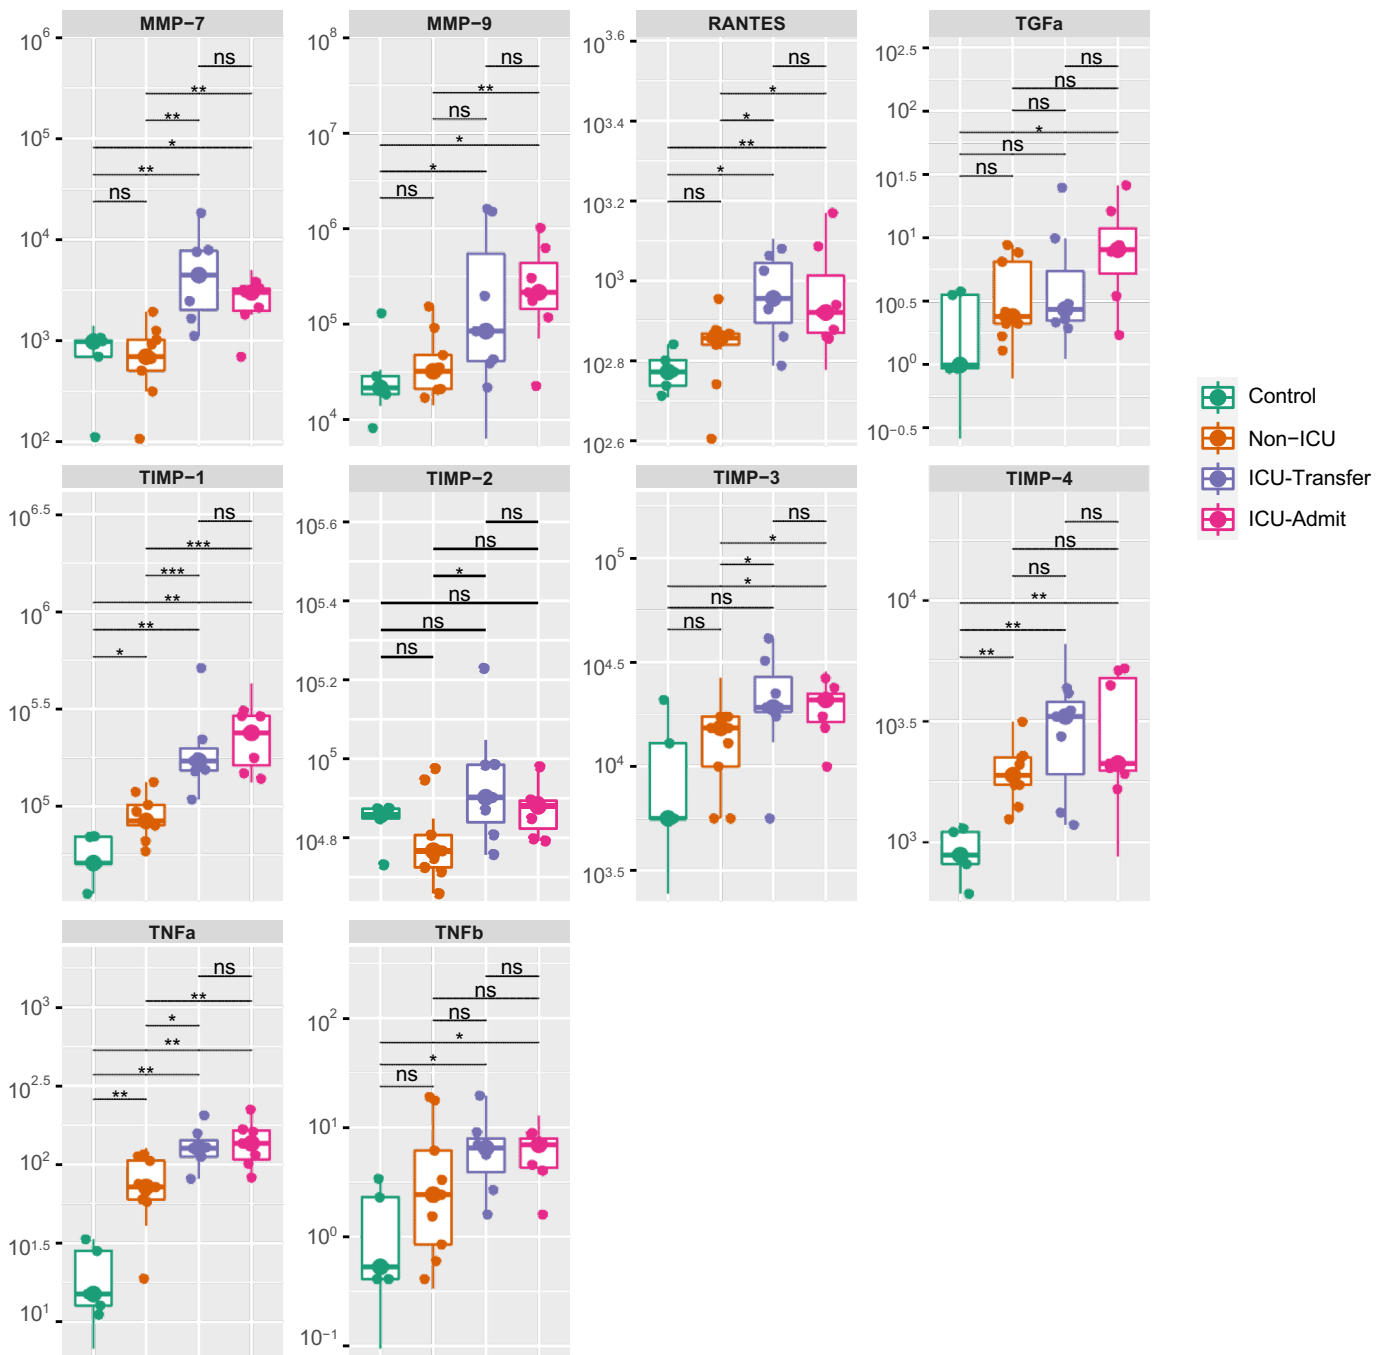 MMP−7 MMP−9 RANTES TGFa
10^6 10^5 10^4 10^3 10^2
ns ** ** * ** ns
10^8 10^7 10^6 10^5 10^4
ns ** ns * * ns
10^3.6 10^3.4 10^3.2 10^3 10^2.8 10^2.6
ns * * ** * ns
10^2.5 10^2 10^1.5 10^1 10^0.5 10^0 10^−0.5
ns ns ns * ns ns
Control
Non−ICU
ICU-Transfer
ICU-Admit
TIMP−1 TIMP−2 TIMP−3 TIMP−4
10^6.5 10^6 10^5.5 10^5
ns *** *** ** ** *
10^5.6 10^5.4 10^5.2 10^5 10^4.8
ns ns * ns ns ns
10^5 10^4.5 10^4 10^3.5
ns * * * ns ns
10^4 10^3.5 10^3
ns ns ns ** ** **
TNFa TNFb
10^3 10^2.5 10^2 10^1.5 10^1
ns ** * ** ** **
10^2 10^1 10^0 10^−1
ns ns ns * * ns